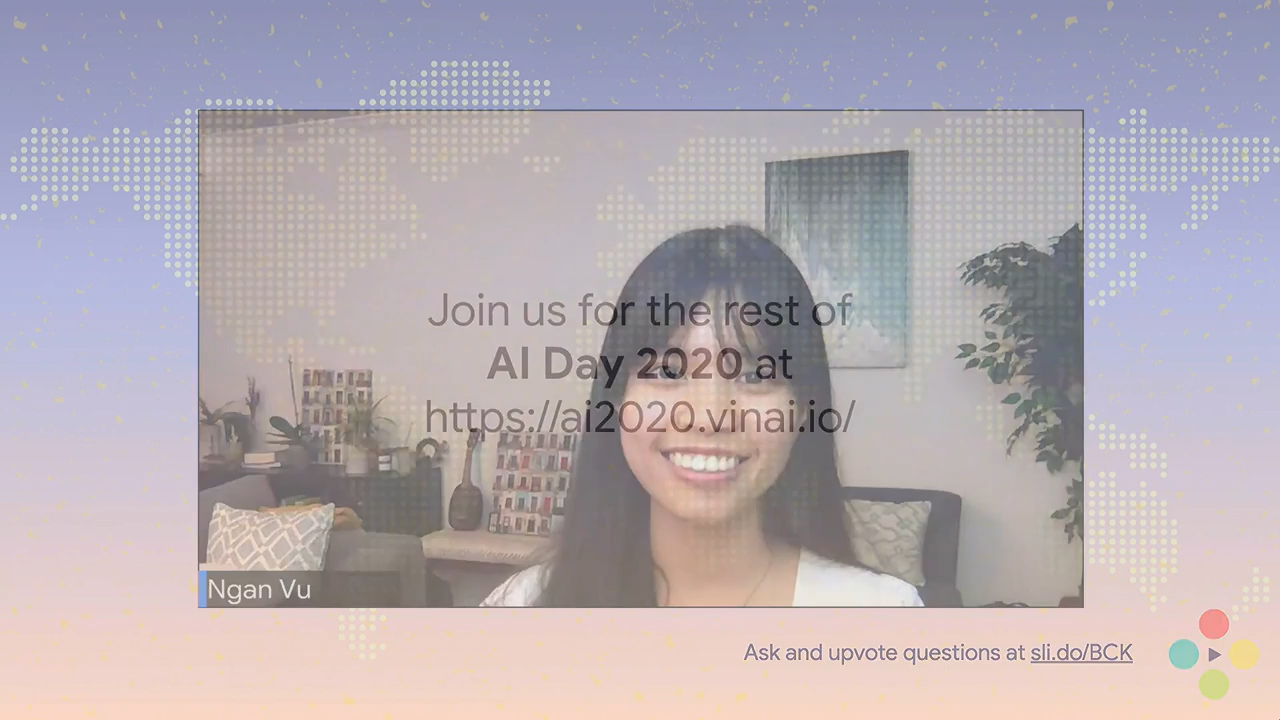 Join us for the rest of
AI Day 2020 at
https://ai2020.vinai.io/
Ngan Vu
Ask and upvote questions at sli.do/BCK